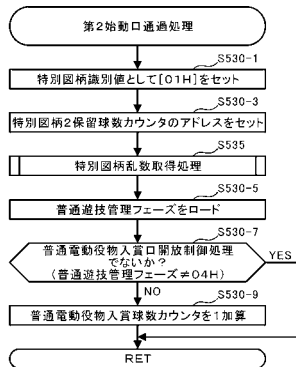 第2始動口通過処理
S530-1
特別図柄識別値として[01H]をセット
S530-3
特別図柄2保留球数カウンタのアドレスをセット
S535
特別図柄乱数取得処理
S530-5
普通遊技管理フェーズをロード
S530-7
普通電動役物入賞口開放制御処理
でないか?
(普通遊技管理フェーズ≠04H)
YES
NO
S530-9
普通電動役物入賞球数カウンタを1加算
RET